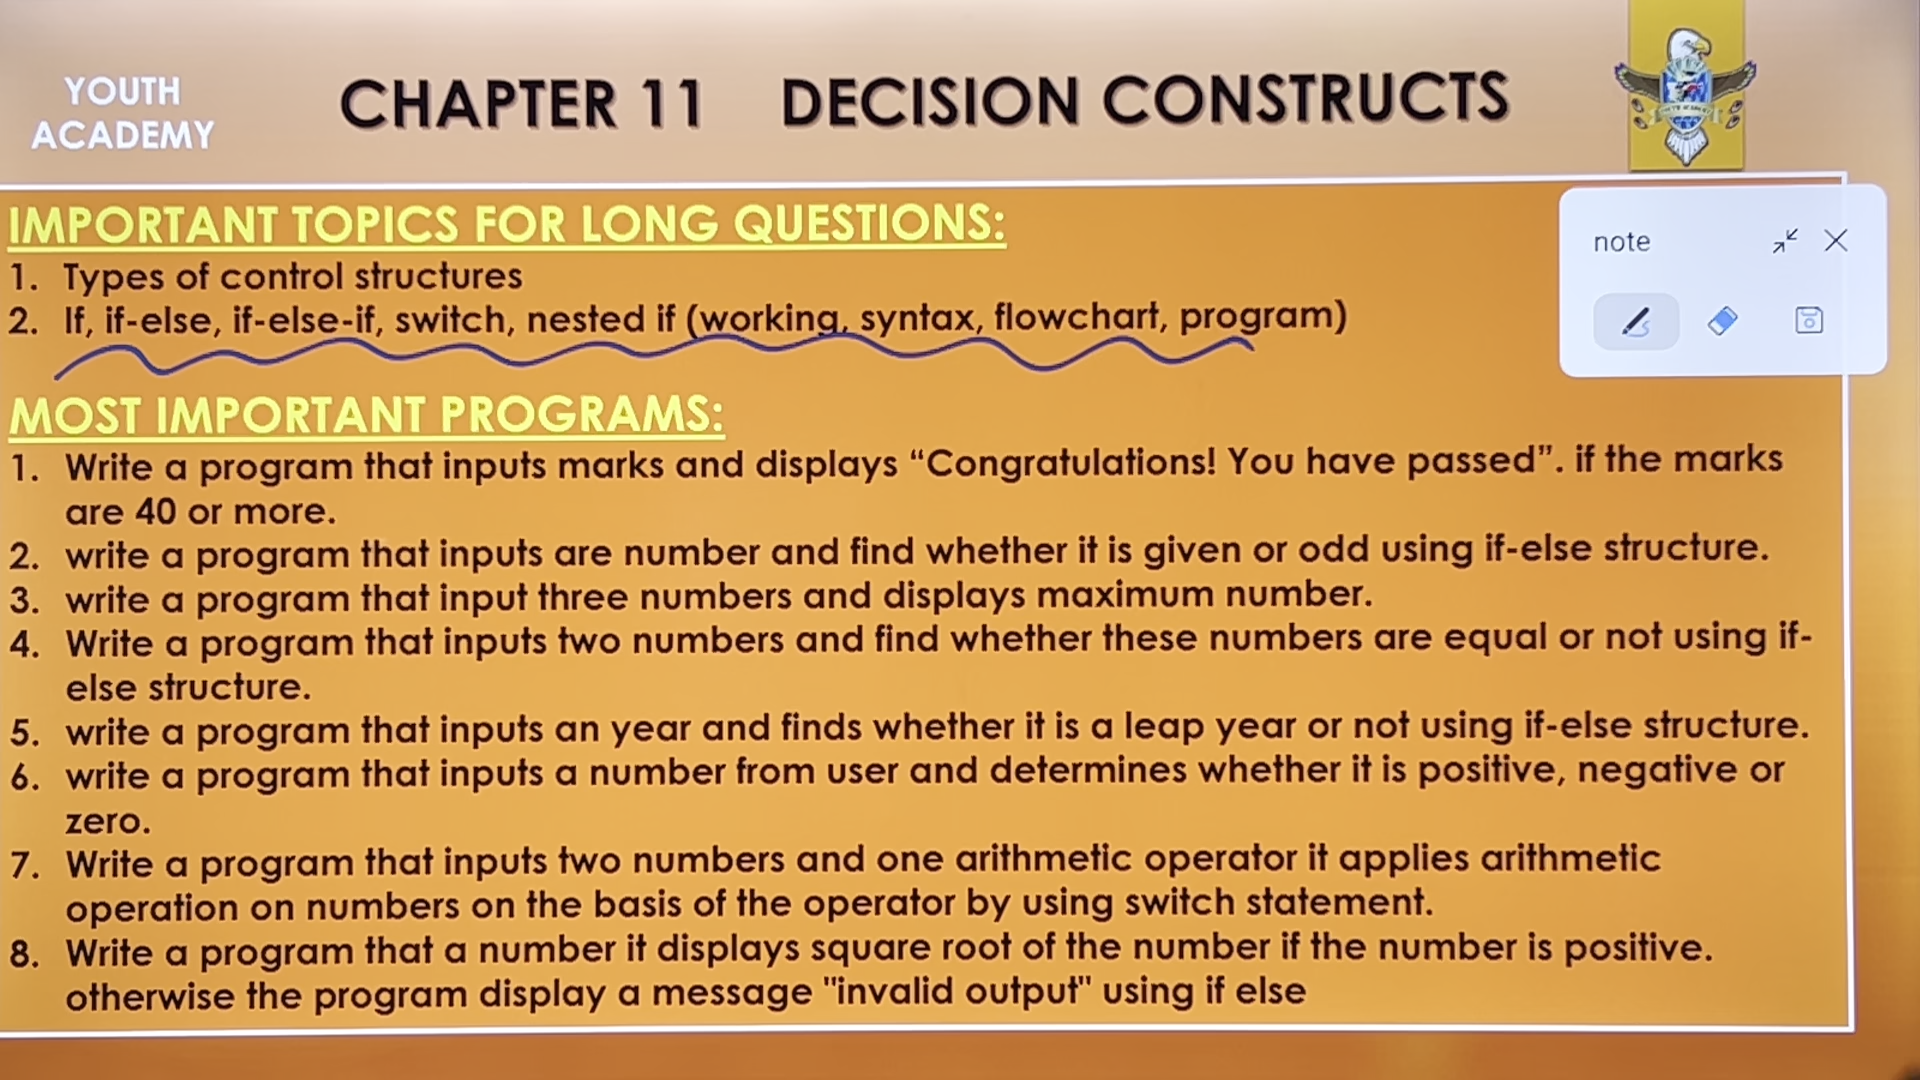 YOUTH
ACADEMY
CHAPTER 11 DECISION CONSTRUCTS
note
IMPORTANT TOPICS FOR LONG QUESTIONS:
1. Types of control structures
2. If, if-else, if-else-if, switch, nested if (working, syntax, flowchart, program)
MOST IMPORTANT PROGRAMS:
1. Write a program that inputs marks and displays “Congratulations! You have passed”. if the marks
are 40 or more.
2. write a program that inputs are number and find whether it is given or odd using if-else structure.
3. write a program that input three numbers and displays maximum number.
4. Write a program that inputs two numbers and find whether these numbers are equal or not using if-
else structure.
5. write a program that inputs an year and finds whether it is a leap year or not using if-else structure.
6. write a program that inputs a number from user and determines whether it is positive, negative or
zero.
7. Write a program that inputs two numbers and one arithmetic operator it applies arithmetic
operation on numbers on the basis of the operator by using switch statement.
8. Write a program that a number it displays square root of the number if the number is positive.
otherwise the program display a message "invalid output" using if else